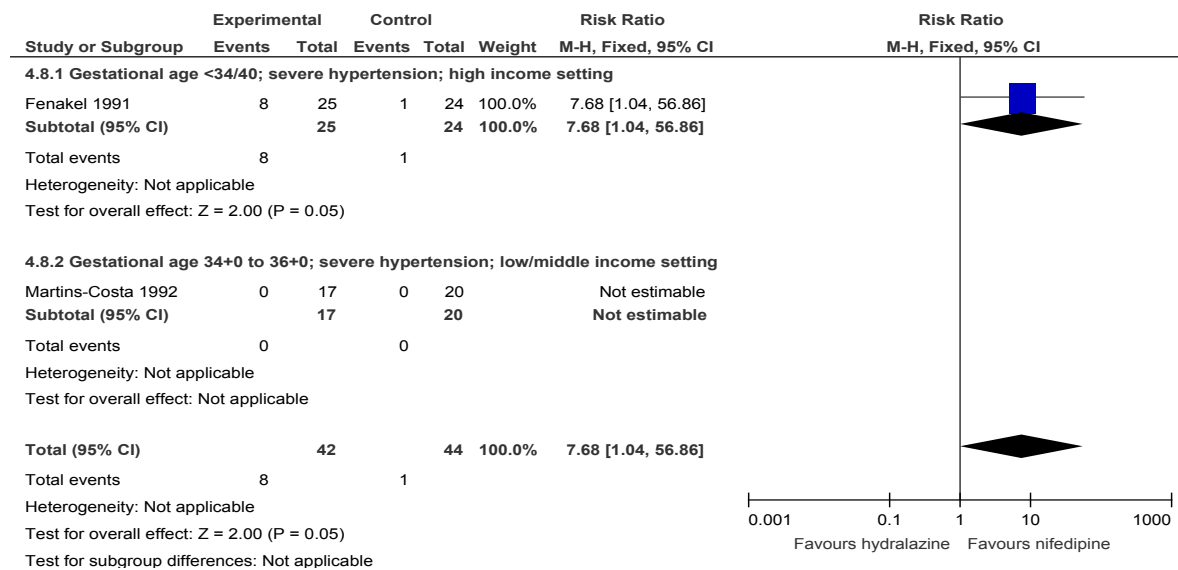 Experimental Control Risk Ratio Risk Ratio
Study or Subgroup Events Total Events Total Weight M-H, Fixed, 95% CI M-H, Fixed, 95% CI
4.8.1 Gestational age <34/40; severe hypertension; high income setting
Fenakel 1991 8 25 1 24 100.0% 7.68 [1.04, 56.86]
Subtotal (95% CI) 25 24 100.0% 7.68 [1.04, 56.86]
Total events 8 1
Heterogeneity: Not applicable
Test for overall effect: Z = 2.00 (P = 0.05)
4.8.2 Gestational age 34+0 to 36+0; severe hypertension; low/middle income setting
Martins-Costa 1992 0 17 0 20 Not estimable
Subtotal (95% CI) 17 20 Not estimable
Total events 0 0
Heterogeneity: Not applicable
Test for overall effect: Not applicable
Total (95% CI) 42 44 100.0% 7.68 [1.04, 56.86]
Total events 8 1
Heterogeneity: Not applicable
Test for overall effect: Z = 2.00 (P = 0.05)
Test for subgroup differences: Not applicable
0.001 0.1 1 10 1000
Favours hydralazine Favours nifedipine